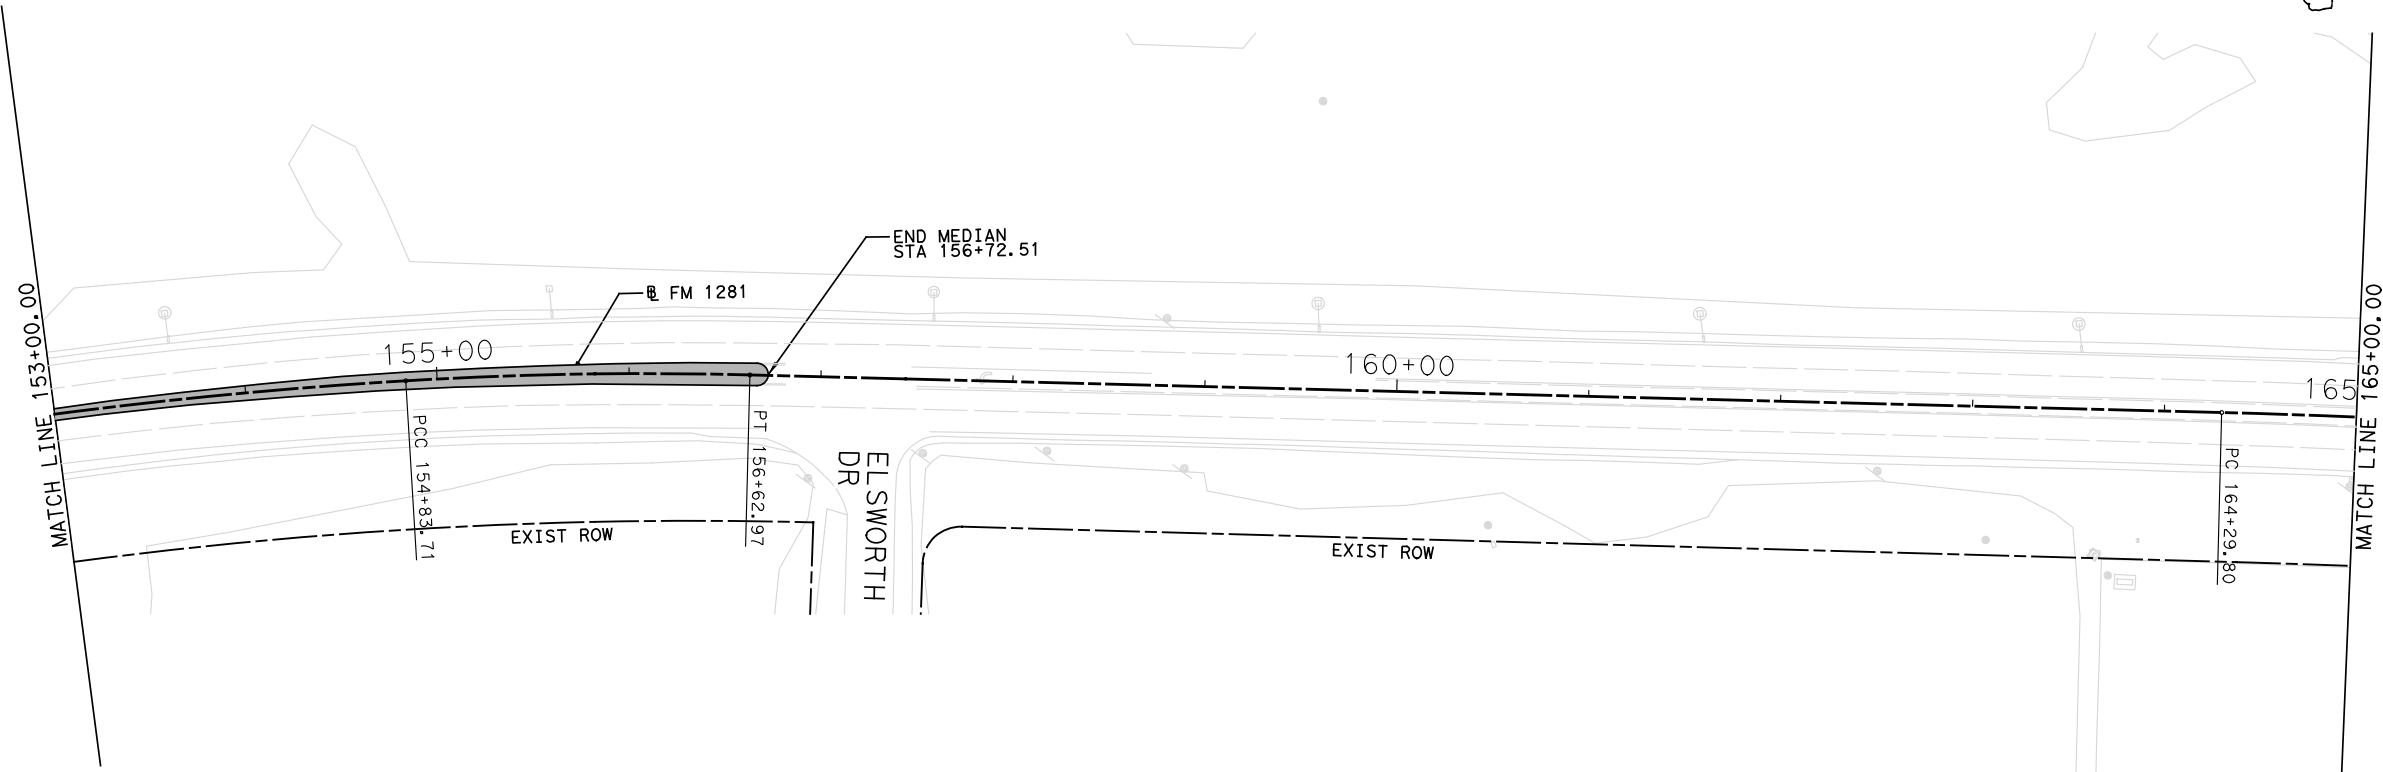 MATCH LINE 153+00.00
155+00
℄ FM 1281
END MEDIAN
STA 156+72.51
PCC 154+83.71
PT 156+62.97
EXIST ROW
ELSWORTH
DR
160+00
EXIST ROW
PC 164+29.80
165
MATCH LINE 165+00.00